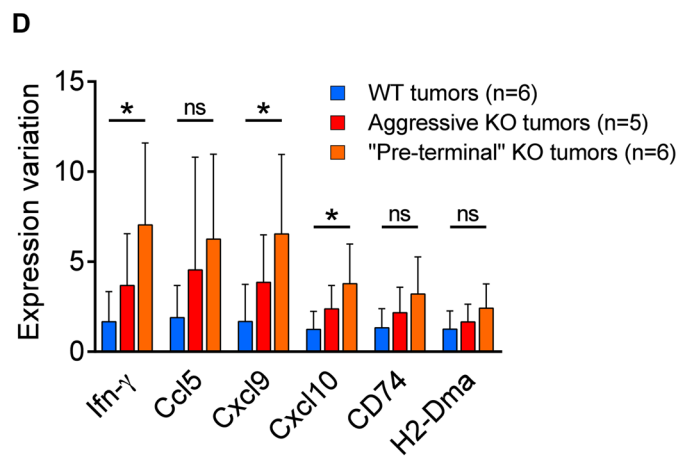 D
Expression variation
15
10
5
0
WT tumors (n=6)
Aggressive KO tumors (n=5)
"Pre-terminal" KO tumors (n=6)
* ns *
* ns ns
Ifn-γ
Ccl5
Cxcl9
Cxcl10
CD74
H2-Dma